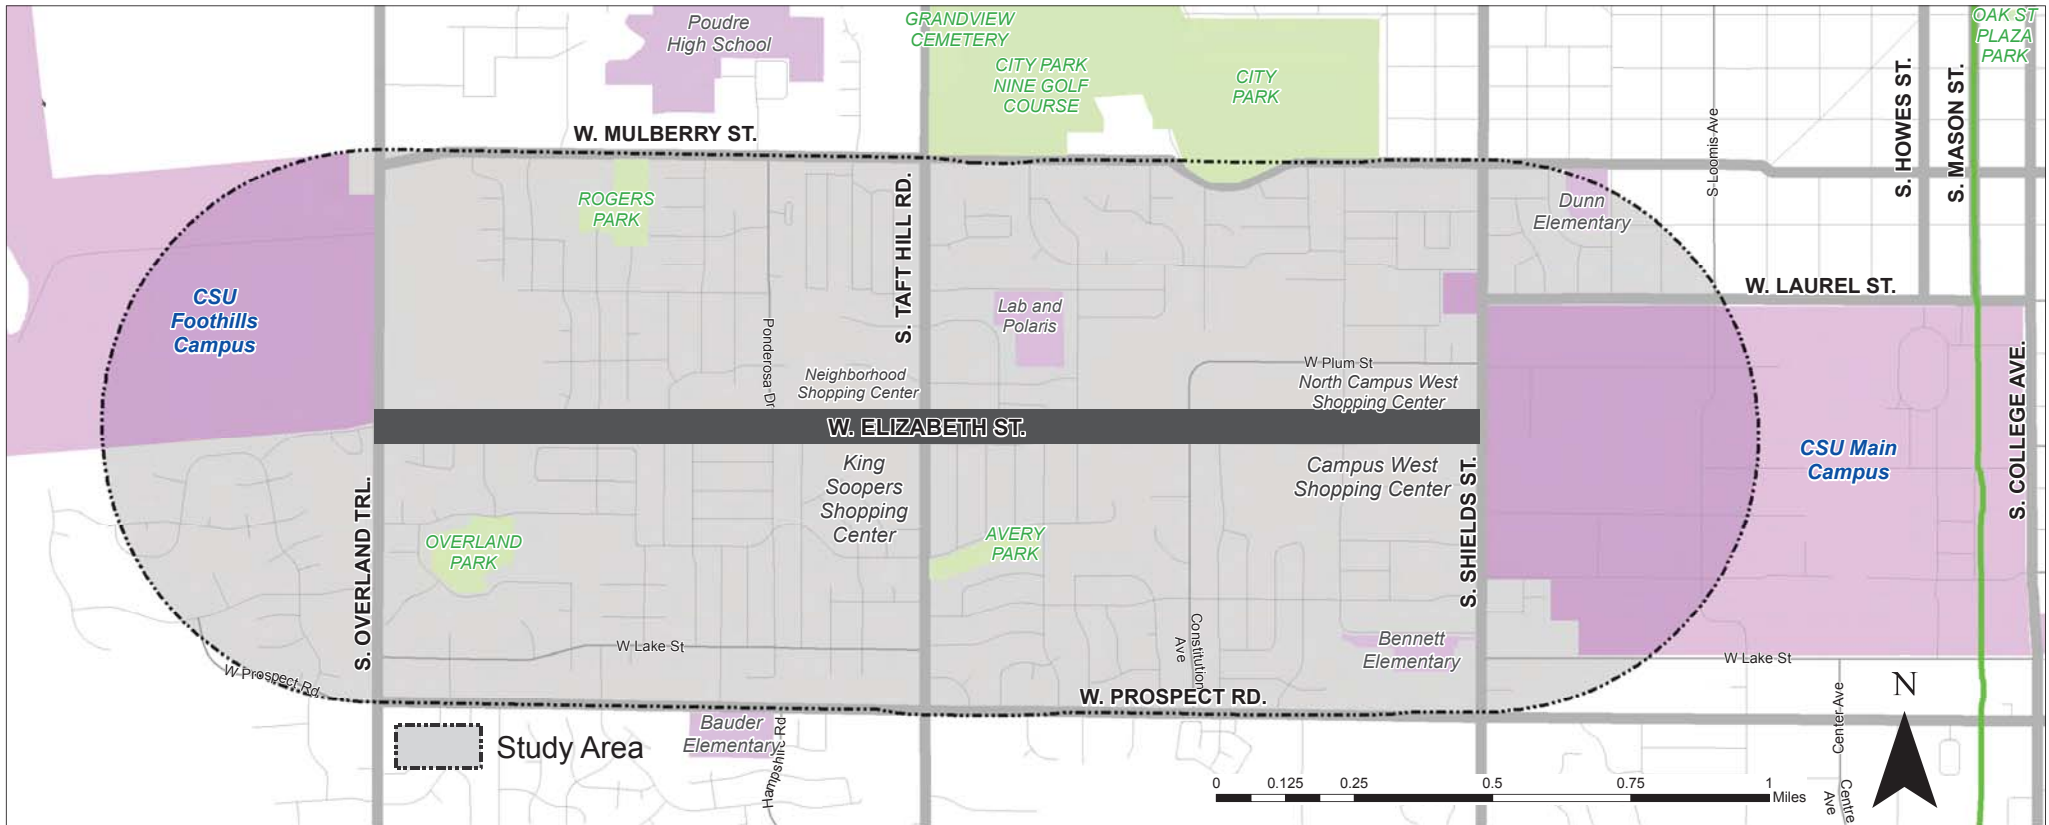 Poudre
High School
GRANDVIEW
CEMETERY
CITY PARK
NINE GOLF
COURSE
CITY
PARK
OAK ST
PLAZA
PARK
W. MULBERRY ST.
S. HOWES ST.
S. MASON ST.
S Loomis Ave
ROGERS
PARK
S. TAFT HILL RD.
Dunn
Elementary
CSU
Foothills
Campus
W. LAUREL ST.
Lab and
Polaris
Ponderosa Dr
Neighborhood
Shopping Center
W Plum St
North Campus West
Shopping Center
W. ELIZABETH ST.
S. COLLEGE AVE.
King
Soopers
Shopping
Center
Campus West
Shopping Center
CSU Main
Campus
S. OVERLAND TRL.
OVERLAND
PARK
AVERY
PARK
S. SHIELDS ST.
W Lake St
Constitution
Ave
Bennett
Elementary
W Lake St
W Prospect Rd
W. PROSPECT RD.
N
Bauder
Elementary
Hampshire Rd
Center Ave
Study Area
0 0.125 0.25 0.5 0.75 1
Miles
Centre
Ave